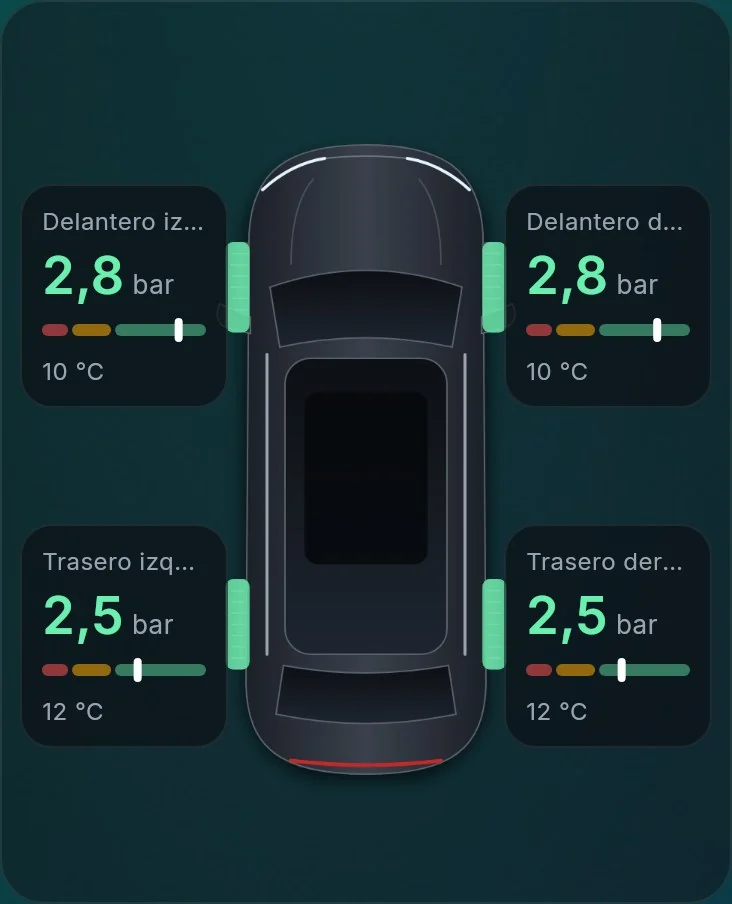 Delantero iz...
2,8 bar
10 °C
Delantero d...
2,8 bar
10 °C
Trasero izq...
2,5 bar
12 °C
Trasero der...
2,5 bar
12 °C